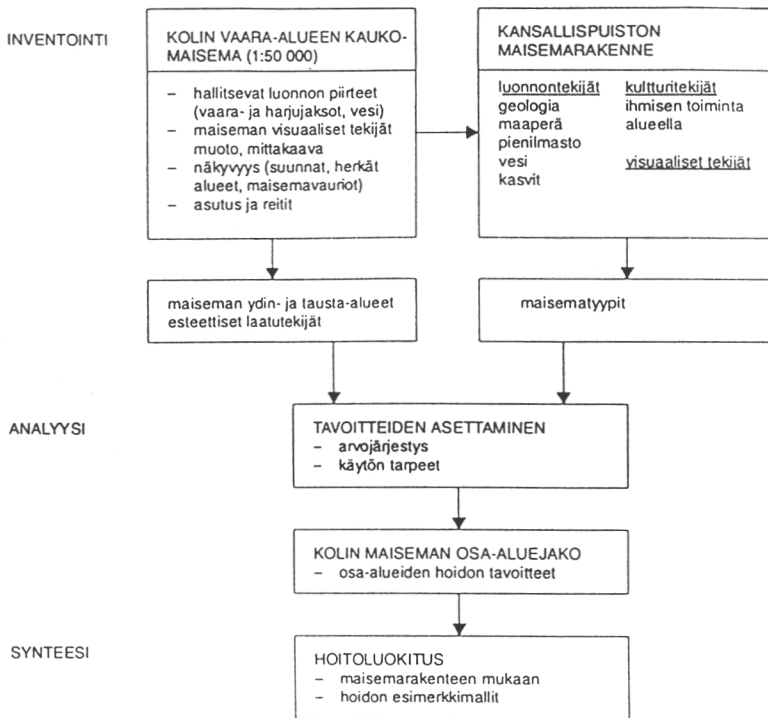 INVENTOINTI
KOLIN VAARA-ALUEEN KAUKO-
MAISEMA (1:50 000)
– hallitsevat luonnon piirteet
(vaara- ja harjujaksot, vesi)
– maiseman visuaaliset tekijät
muoto, mittakaava
– näkyvyys (suunnat, herkät
alueet, maisemavauriot)
– asutus ja reitit
KANSALLISPUISTON
MAISEMARAKENNE
luonnontekijät
geologia
maaperä
pienilmasto
vesi
kasvit
kultturitekijät
ihmisen toiminta
alueella
visuaaliset tekijät
maiseman ydin- ja tausta-alueet
esteettiset laatutekijät
maisematyypit
ANALYYSI
TAVOITTEIDEN ASETTAMINEN
– arvojärjestys
– käytön tarpeet
KOLIN MAISEMAN OSA-ALUEJAKO
– osa-alueiden hoidon tavoitteet
SYNTEESI
HOITOLUOKITUS
– maisemarakenteen mukaan
– hoidon esimerkkimallit